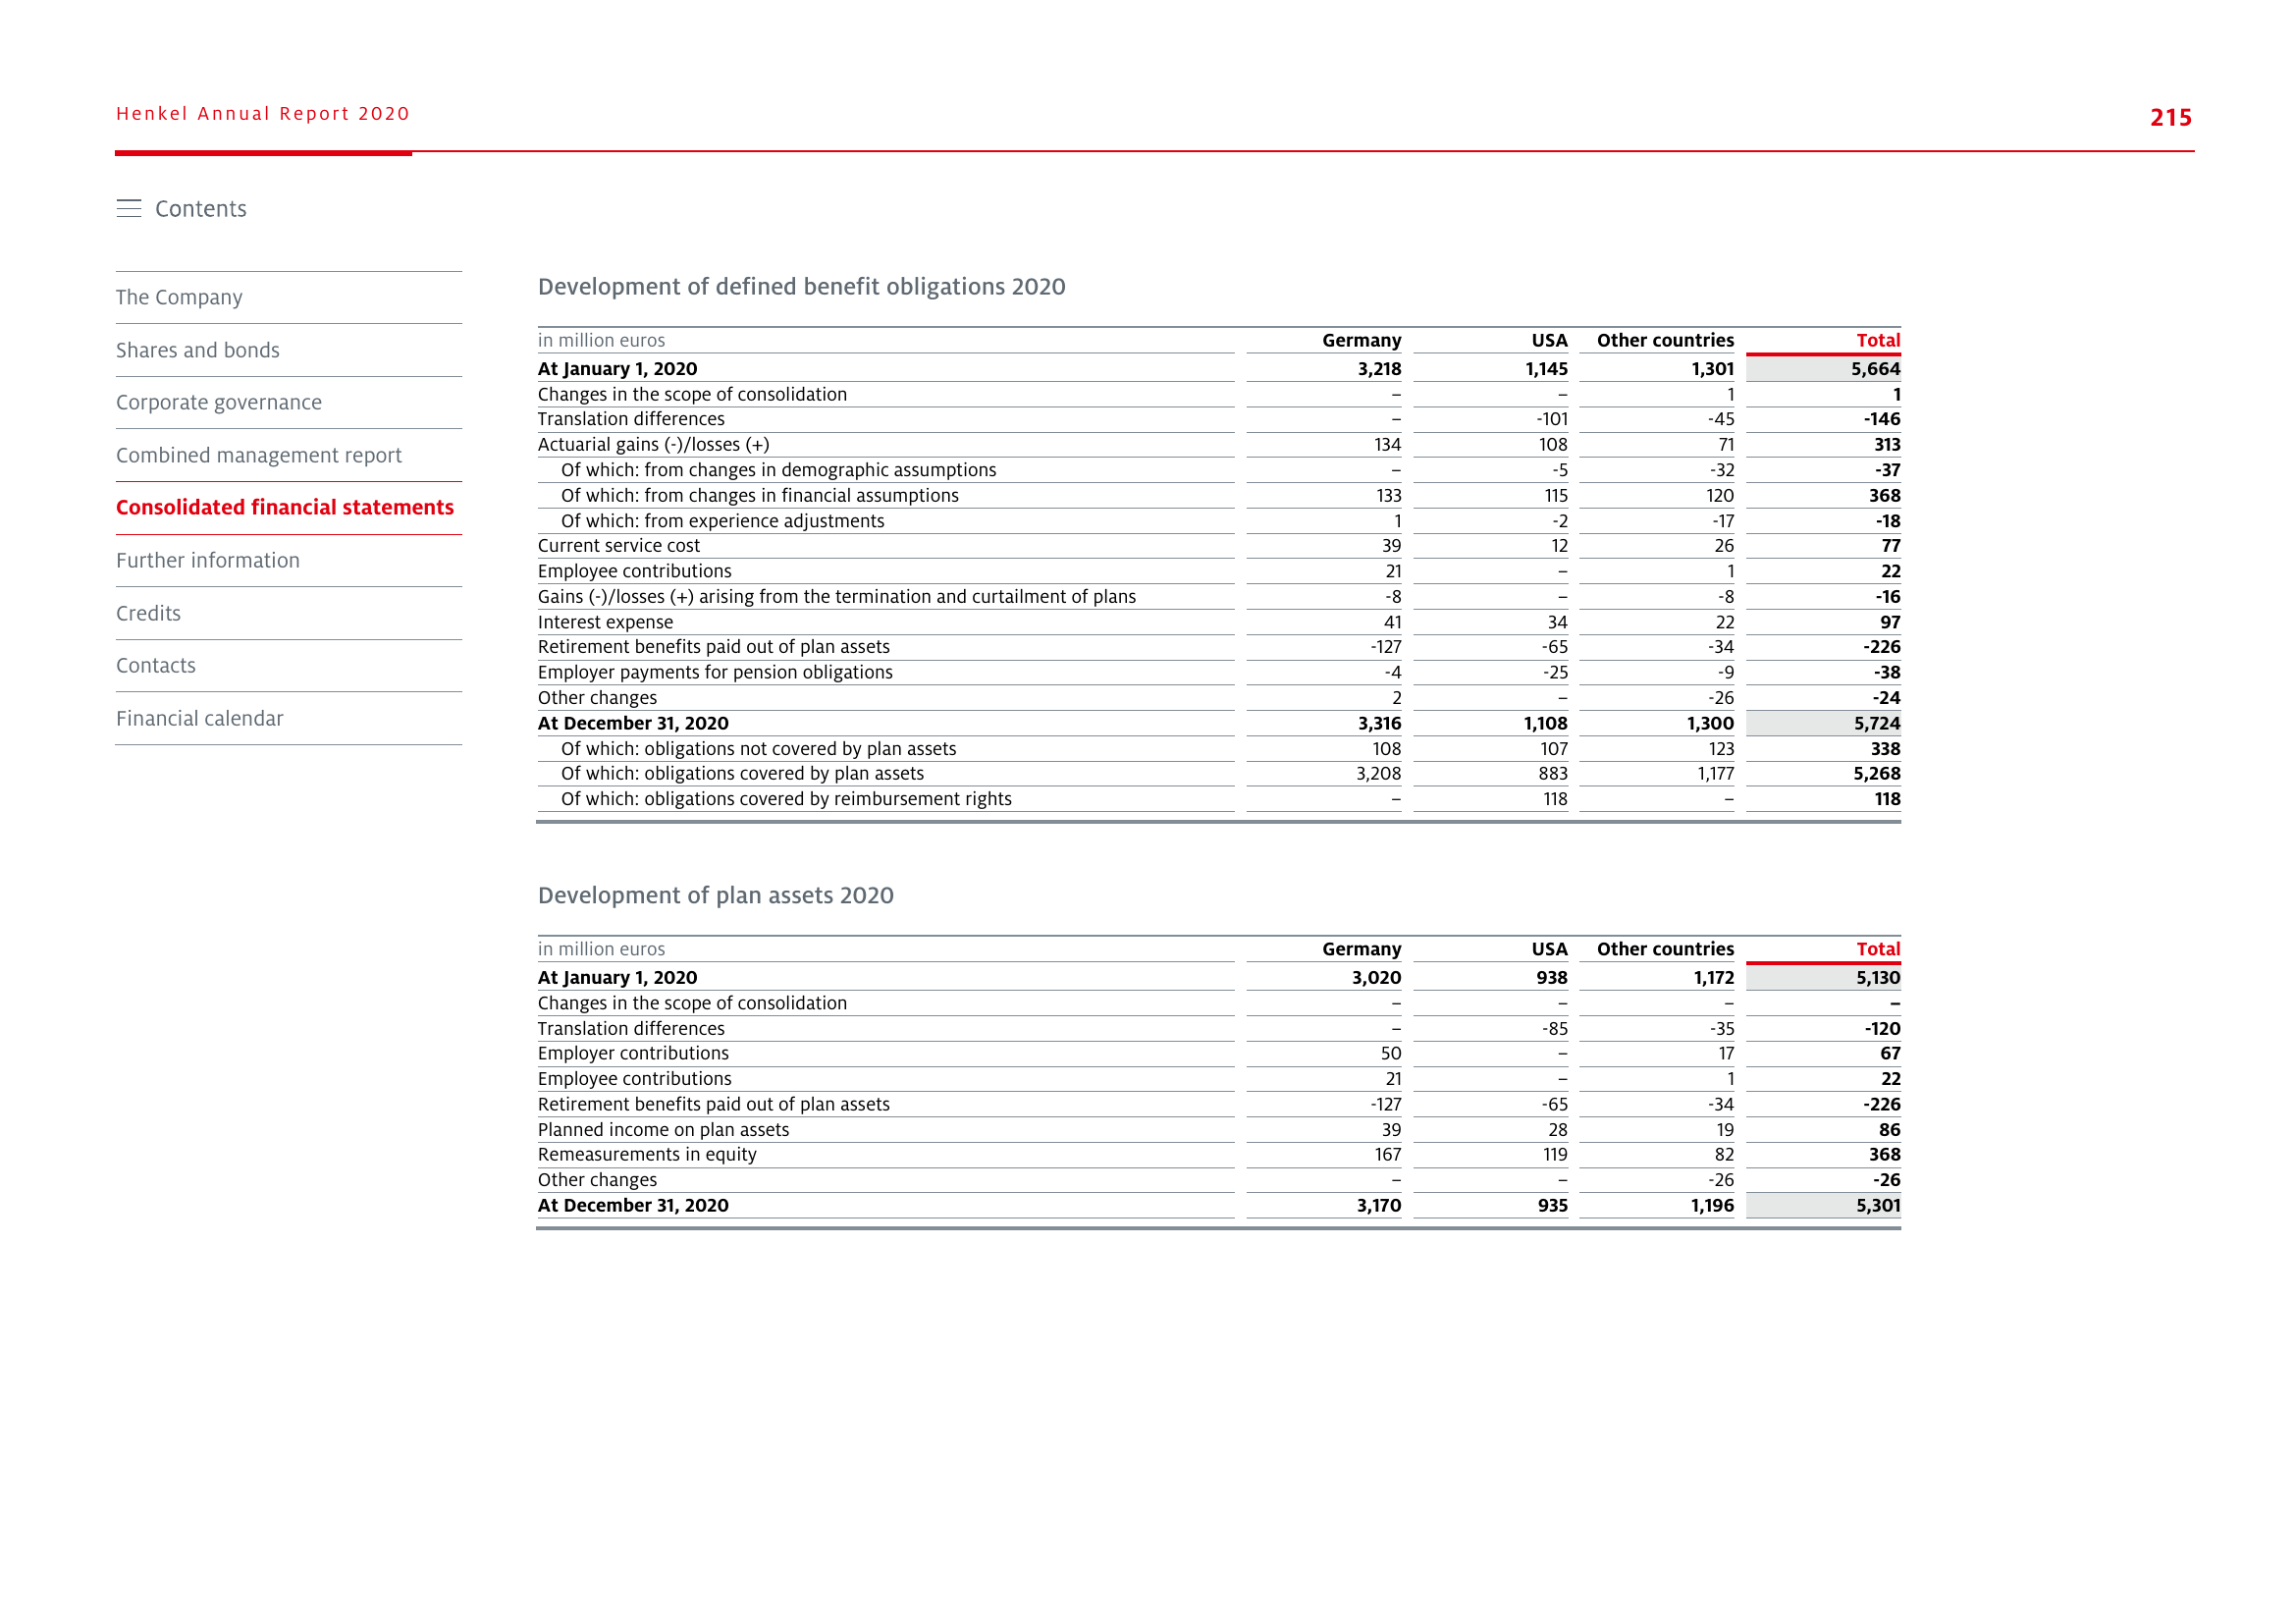 Henkel Annual Report 2020
215
Contents
The Company
Shares and bonds
Corporate governance
Combined management report
Consolidated financial statements
Further information
Credits
Contacts
Financial calendar
Development of defined benefit obligations 2020
in million euros Germany USA Other countries Total
At January 1, 2020 3,218 1,145 1,301 5,664
Changes in the scope of consolidation – – 1 1
Translation differences – -101 -45 -146
Actuarial gains (-)/losses (+) 134 108 71 313
Of which: from changes in demographic assumptions – -5 -32 -37
Of which: from changes in financial assumptions 133 115 120 368
Of which: from experience adjustments 1 -2 -17 -18
Current service cost 39 12 26 77
Employee contributions 21 – 1 22
Gains (-)/losses (+) arising from the termination and curtailment of plans -8 – -8 -16
Interest expense 41 34 22 97
Retirement benefits paid out of plan assets -127 -65 -34 -226
Employer payments for pension obligations -4 -25 -9 -38
Other changes 2 – -26 -24
At December 31, 2020 3,316 1,108 1,300 5,724
Of which: obligations not covered by plan assets 108 107 123 338
Of which: obligations covered by plan assets 3,208 883 1,177 5,268
Of which: obligations covered by reimbursement rights – 118 – 118
Development of plan assets 2020
in million euros Germany USA Other countries Total
At January 1, 2020 3,020 938 1,172 5,130
Changes in the scope of consolidation – – – –
Translation differences – -85 -35 -120
Employer contributions 50 – 17 67
Employee contributions 21 – 1 22
Retirement benefits paid out of plan assets -127 -65 -34 -226
Planned income on plan assets 39 28 19 86
Remeasurements in equity 167 119 82 368
Other changes – – -26 -26
At December 31, 2020 3,170 935 1,196 5,301